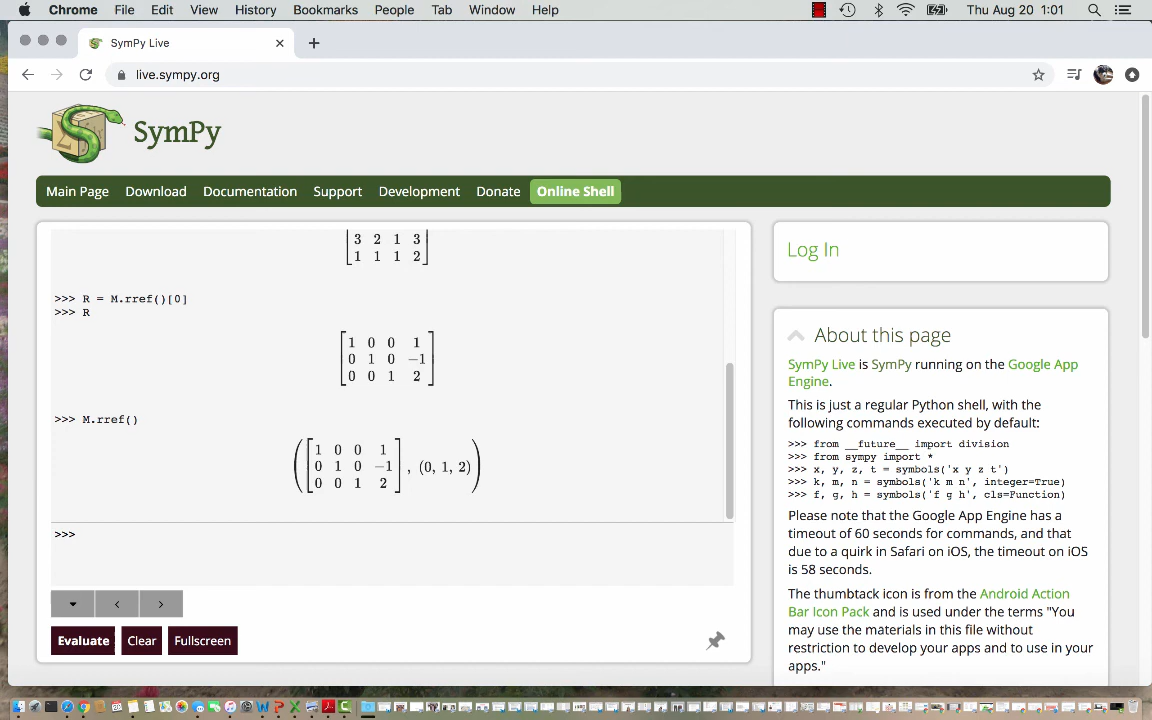 Chrome File Edit View History Bookmarks People Tab Window Help Thu Aug 20 1:01
SymPy Live
live.sympy.org
SymPy
Main Page Download Documentation Support Development Donate Online Shell
3 2 1 3
1 1 1 2
>>> R = M.rref()[0]
>>> R
1 0 0 1
0 1 0 −1
0 0 1 2
>>> M.rref()
1 0 0 1
0 1 0 −1 , (0, 1, 2)
0 0 1 2
>>>
Evaluate Clear Fullscreen
Log In
About this page
SymPy Live is SymPy running on the Google App
Engine.
This is just a regular Python shell, with the
following commands executed by default:
>>> from __future__ import division
>>> from sympy import *
>>> x, y, z, t = symbols('x y z t')
>>> k, m, n = symbols('k m n', integer=True)
>>> f, g, h = symbols('f g h', cls=Function)
Please note that the Google App Engine has a
timeout of 60 seconds for commands, and that
due to a quirk in Safari on iOS, the timeout on iOS
is 58 seconds.
The thumbtack icon is from the Android Action
Bar Icon Pack and is used under the terms "You
may use the materials in this file without
restriction to develop your apps and to use in your
apps."